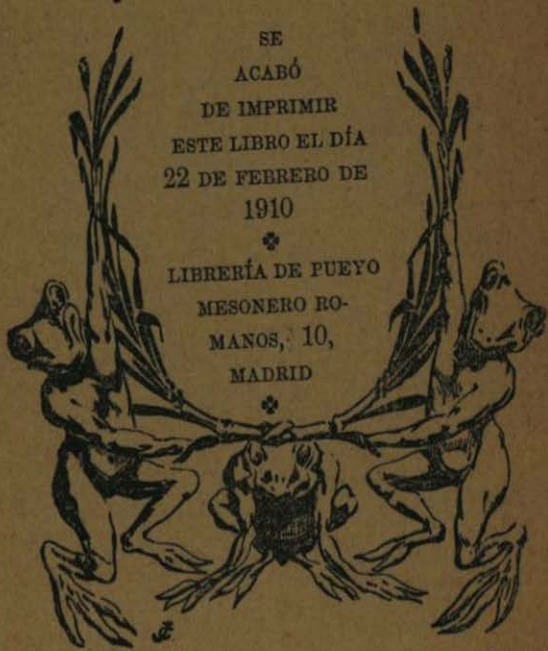 SE
ACABÓ
DE IMPRIMIR
ESTE LIBRO EL DÍA
22 DE FEBRERO DE
1910
LIBRERÍA DE PUEYO
MESONERO RO-
MANOS, 10,
MADRID